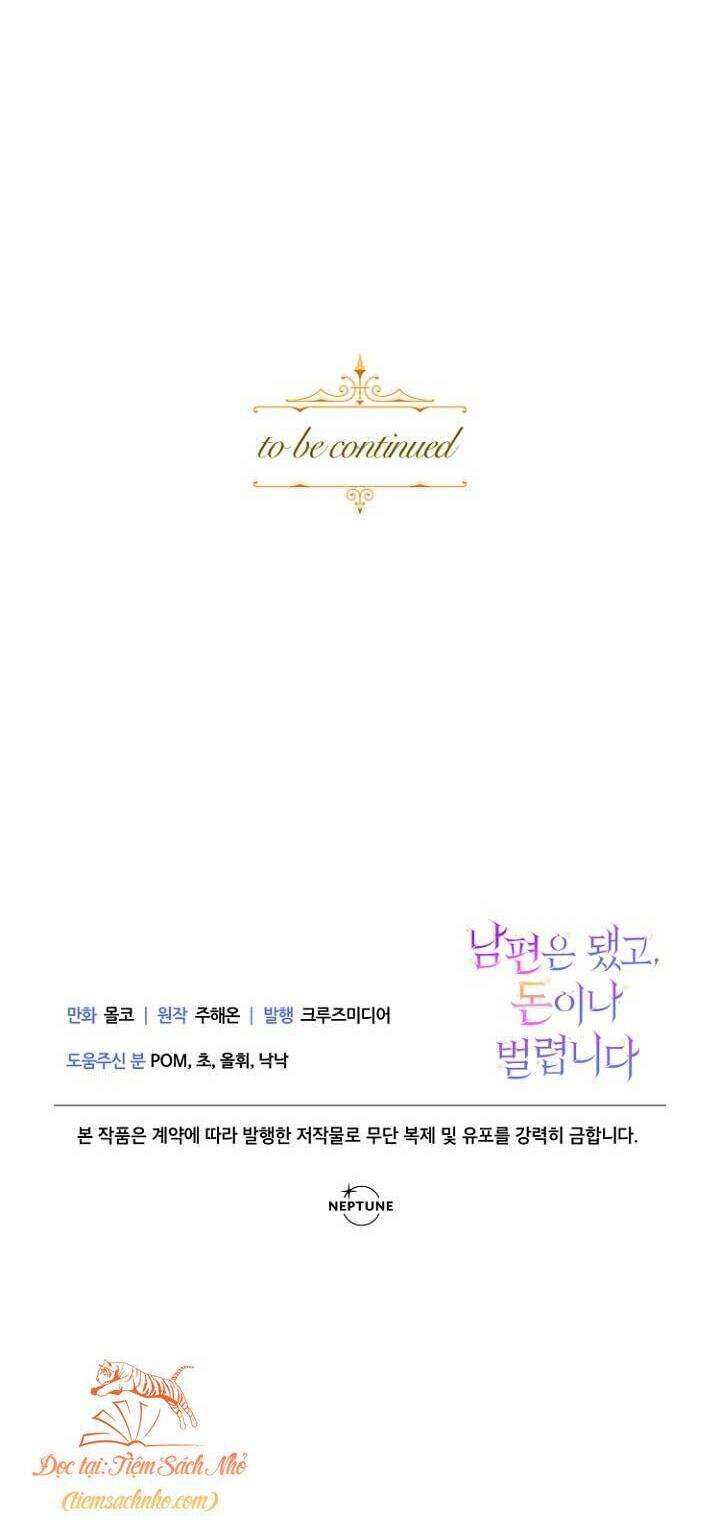 to be continued
남편은 됐고,
돈이나
벌렵니다
만화 몰코 | 원작 주해온 | 발행 크루즈미디어
도움주신 분 POM, 초, 올휘, 낙낙
본 작품은 계약에 따라 발행한 저작물로 무단 복제 및 유포를 강력히 금합니다.
NEPTUNE
Đọc tại: Tiệm Sách Nhỏ
(tiemsachnho.com)